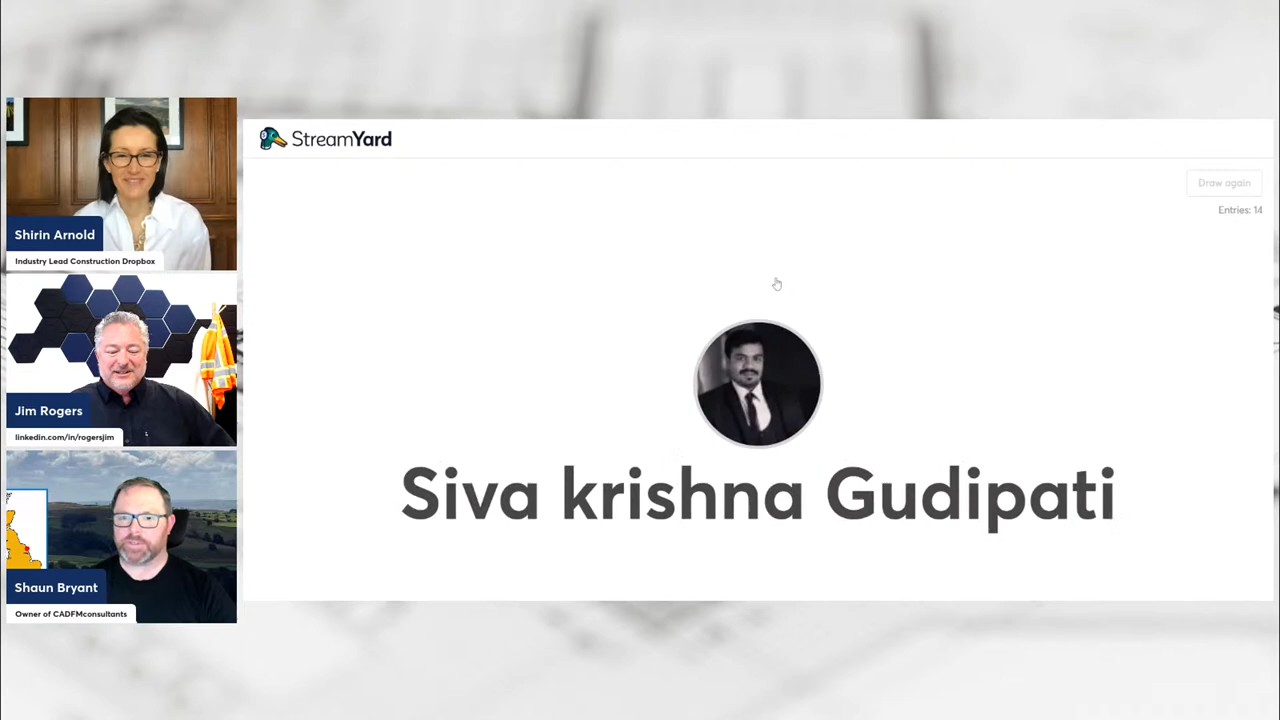 Shirin Arnold
Industry Lead Construction Dropbox
Jim Rogers
linkedin.com/in/rogersjim
Shaun Bryant
Owner of CADFMconsultants
StreamYard
Draw again
Entries: 14
Siva krishna Gudipati